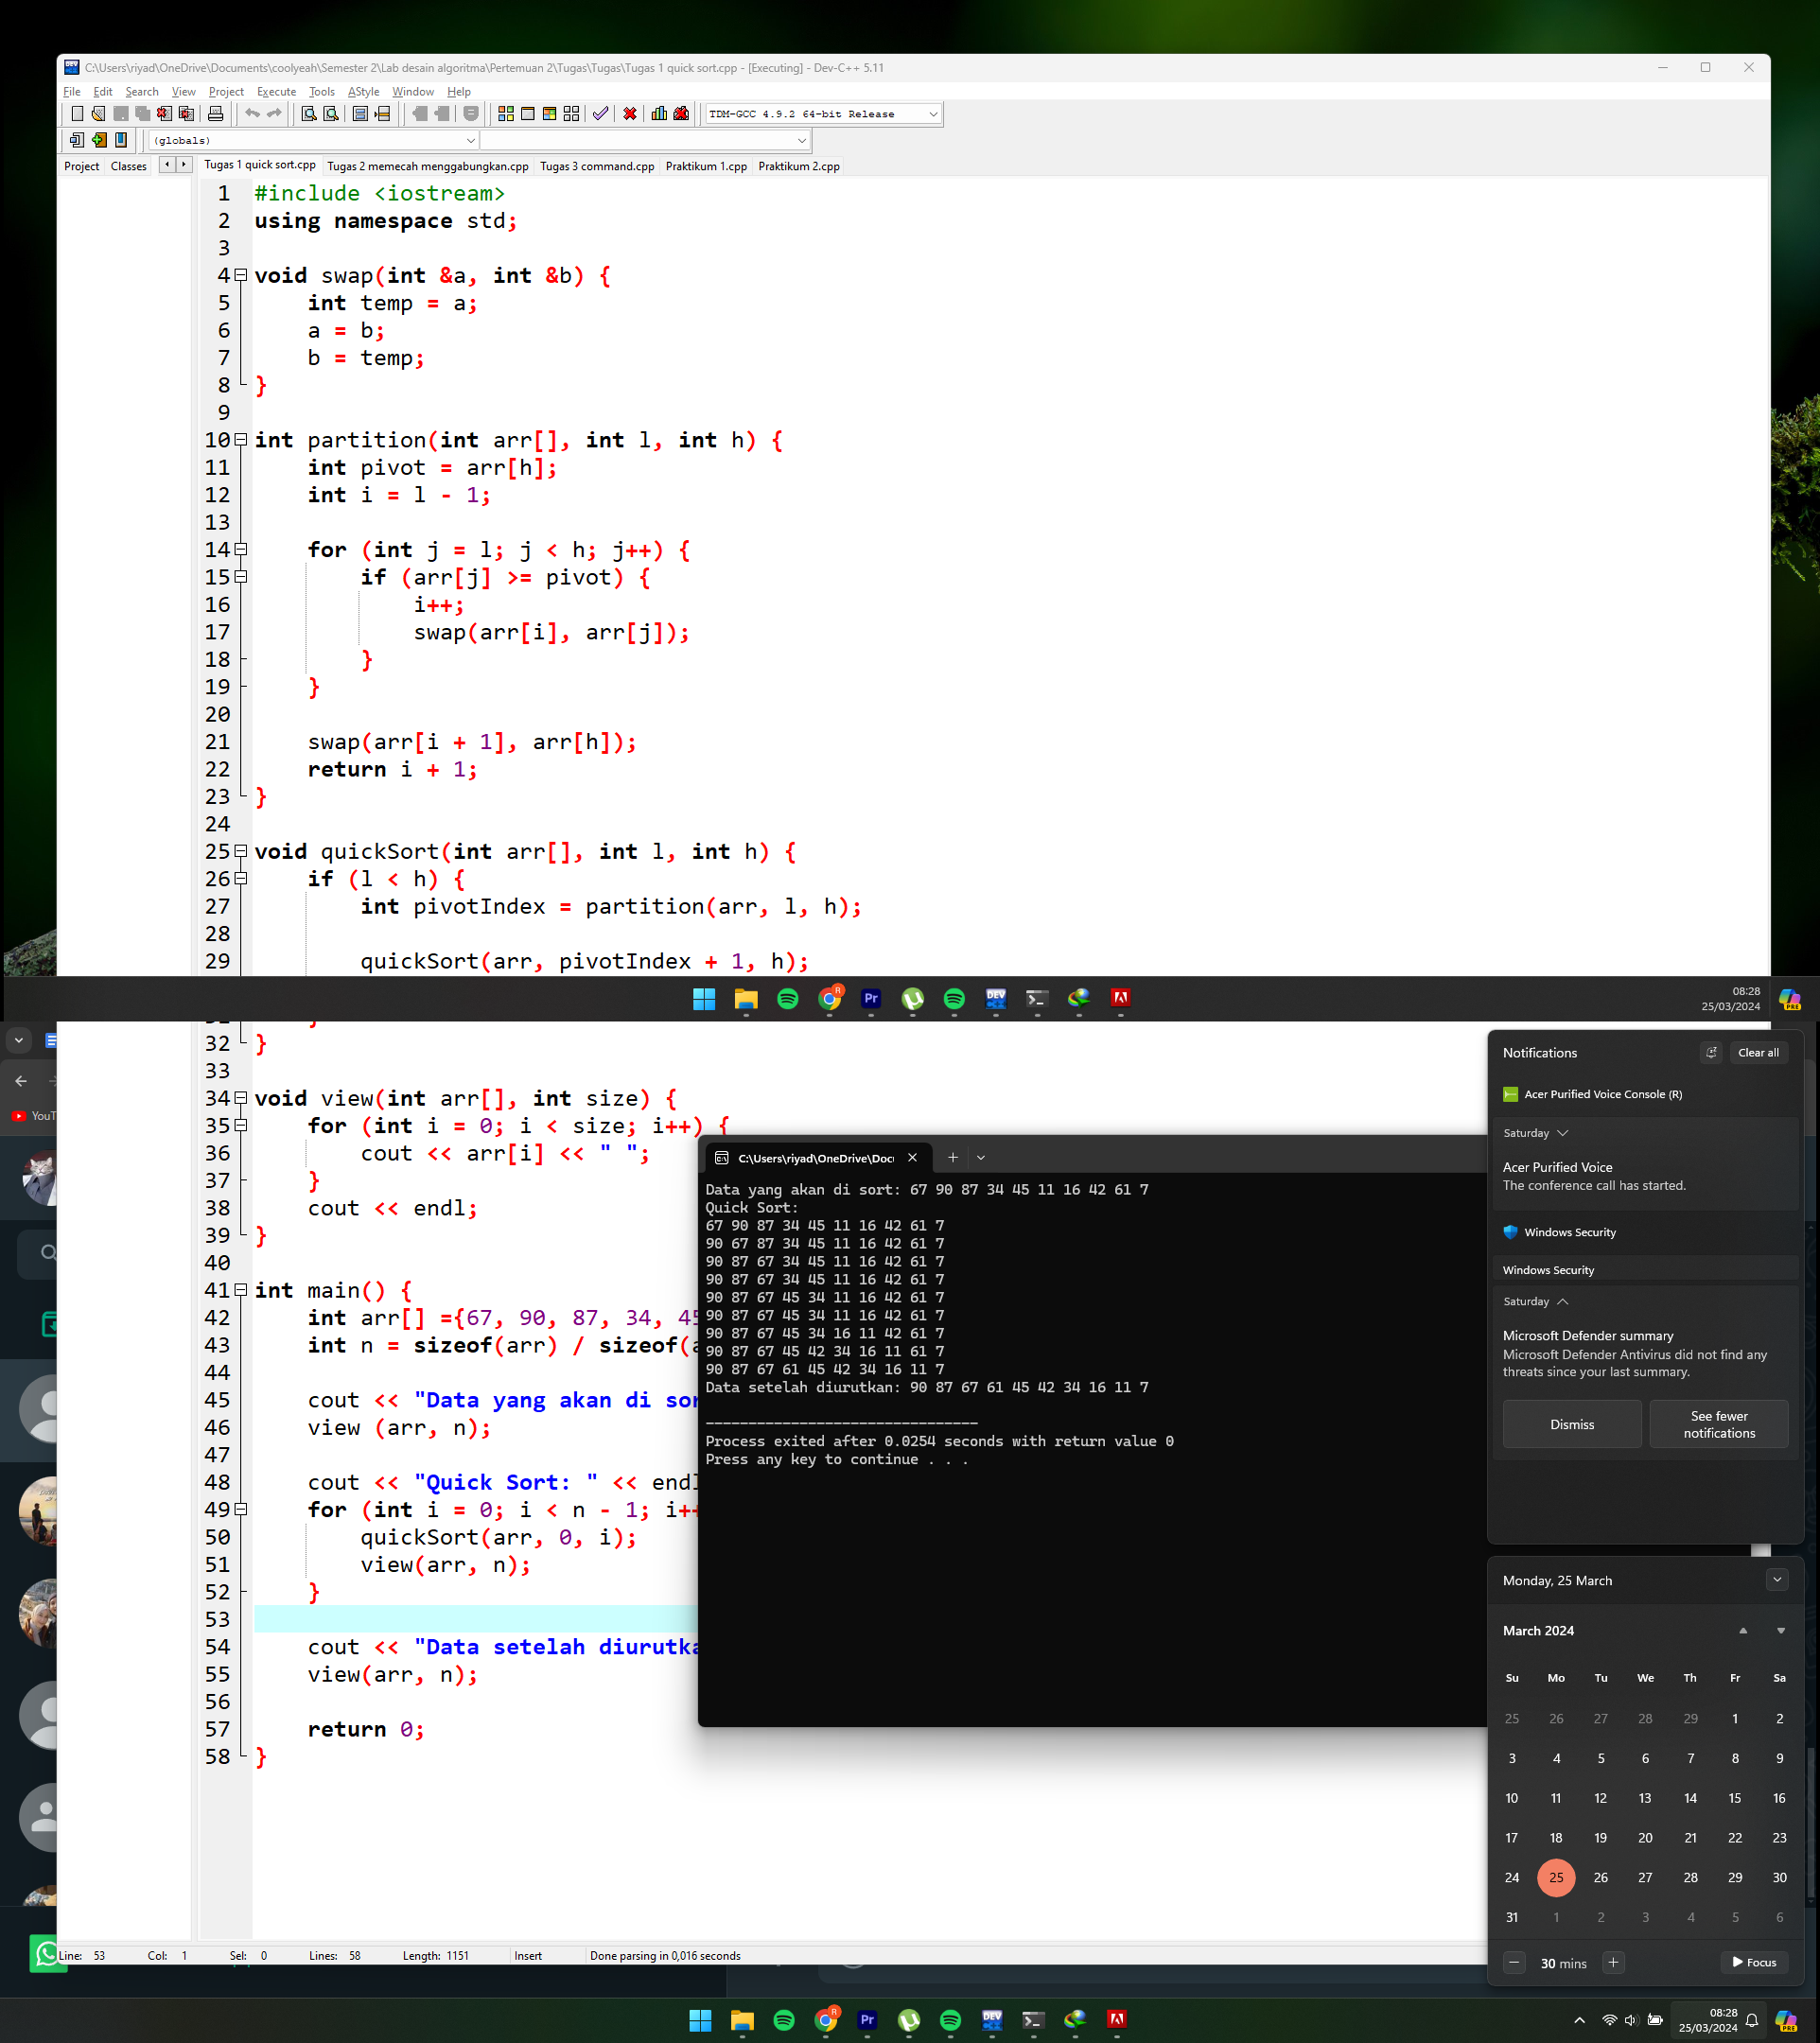 C:\Users\riyad\OneDrive\Documents\coolyeah\Semester 2\Lab desain algoritma\Pertemuan 2\Tugas\Tugas\Tugas 1 quick sort.cpp - [Executing] - Dev-C++ 5.11
File Edit Search View Project Execute Tools AStyle Window Help
TDM-GCC 4.9.2 64-bit Release
(globals)
Project Classes Tugas 1 quick sort.cpp Tugas 2 memecah menggabungkan.cpp Tugas 3 command.cpp Praktikum 1.cpp Praktikum 2.cpp
1 #include <iostream>
2 using namespace std;
3
4 void swap(int &a, int &b) {
5 int temp = a;
6 a = b;
7 b = temp;
8 }
9
10 int partition(int arr[], int l, int h) {
11 int pivot = arr[h];
12 int i = l - 1;
13
14 for (int j = l; j < h; j++) {
15 if (arr[j] >= pivot) {
16 i++;
17 swap(arr[i], arr[j]);
18 }
19 }
20
21 swap(arr[i + 1], arr[h]);
22 return i + 1;
23 }
24
25 void quickSort(int arr[], int l, int h) {
26 if (l < h) {
27 int pivotIndex = partition(arr, l, h);
28
29 quickSort(arr, pivotIndex + 1, h);
R
Pr
DEV
08:28
25/03/2024
PRE
32 }
33
34 void view(int arr[], int size) {
35 for (int i = 0; i < size; i++) {
36 cout << arr[i] << " ";
37 }
38 cout << endl;
39 }
40
41 int main() {
42 int arr[] ={67, 90, 87, 34, 45
43 int n = sizeof(arr) / sizeof(a
44
45 cout << "Data yang akan di sor
46 view (arr, n);
47
48 cout << "Quick Sort: " << endl
49 for (int i = 0; i < n - 1; i++
50 quickSort(arr, 0, i);
51 view(arr, n);
52 }
53
54 cout << "Data setelah diurutka
55 view(arr, n);
56
57 return 0;
58 }
YouT
C:\Users\riyad\OneDrive\Docu
Data yang akan di sort: 67 90 87 34 45 11 16 42 61 7
Quick Sort:
67 90 87 34 45 11 16 42 61 7
90 67 87 34 45 11 16 42 61 7
90 87 67 34 45 11 16 42 61 7
90 87 67 34 45 11 16 42 61 7
90 87 67 45 34 11 16 42 61 7
90 87 67 45 34 11 16 42 61 7
90 87 67 45 34 16 11 42 61 7
90 87 67 45 42 34 16 11 61 7
90 87 67 61 45 42 34 16 11 7
Data setelah diurutkan: 90 87 67 61 45 42 34 16 11 7
--------------------------------
Process exited after 0.0254 seconds with return value 0
Press any key to continue . . .
Notifications Clear all
Acer Purified Voice Console (R)
Saturday
Acer Purified Voice
The conference call has started.
Windows Security
Windows Security
Saturday
Microsoft Defender summary
Microsoft Defender Antivirus did not find any
threats since your last summary.
Dismiss
See fewer
notifications
Monday, 25 March
March 2024
Su Mo Tu We Th Fr Sa
25 26 27 28 29 1 2
3 4 5 6 7 8 9
10 11 12 13 14 15 16
17 18 19 20 21 22 23
24 25 26 27 28 29 30
31 1 2 3 4 5 6
30 mins Focus
Line: 53 Col: 1 Sel: 0 Lines: 58 Length: 1151 Insert Done parsing in 0,016 seconds
R
Pr
DEV
08:28
25/03/2024
PRE